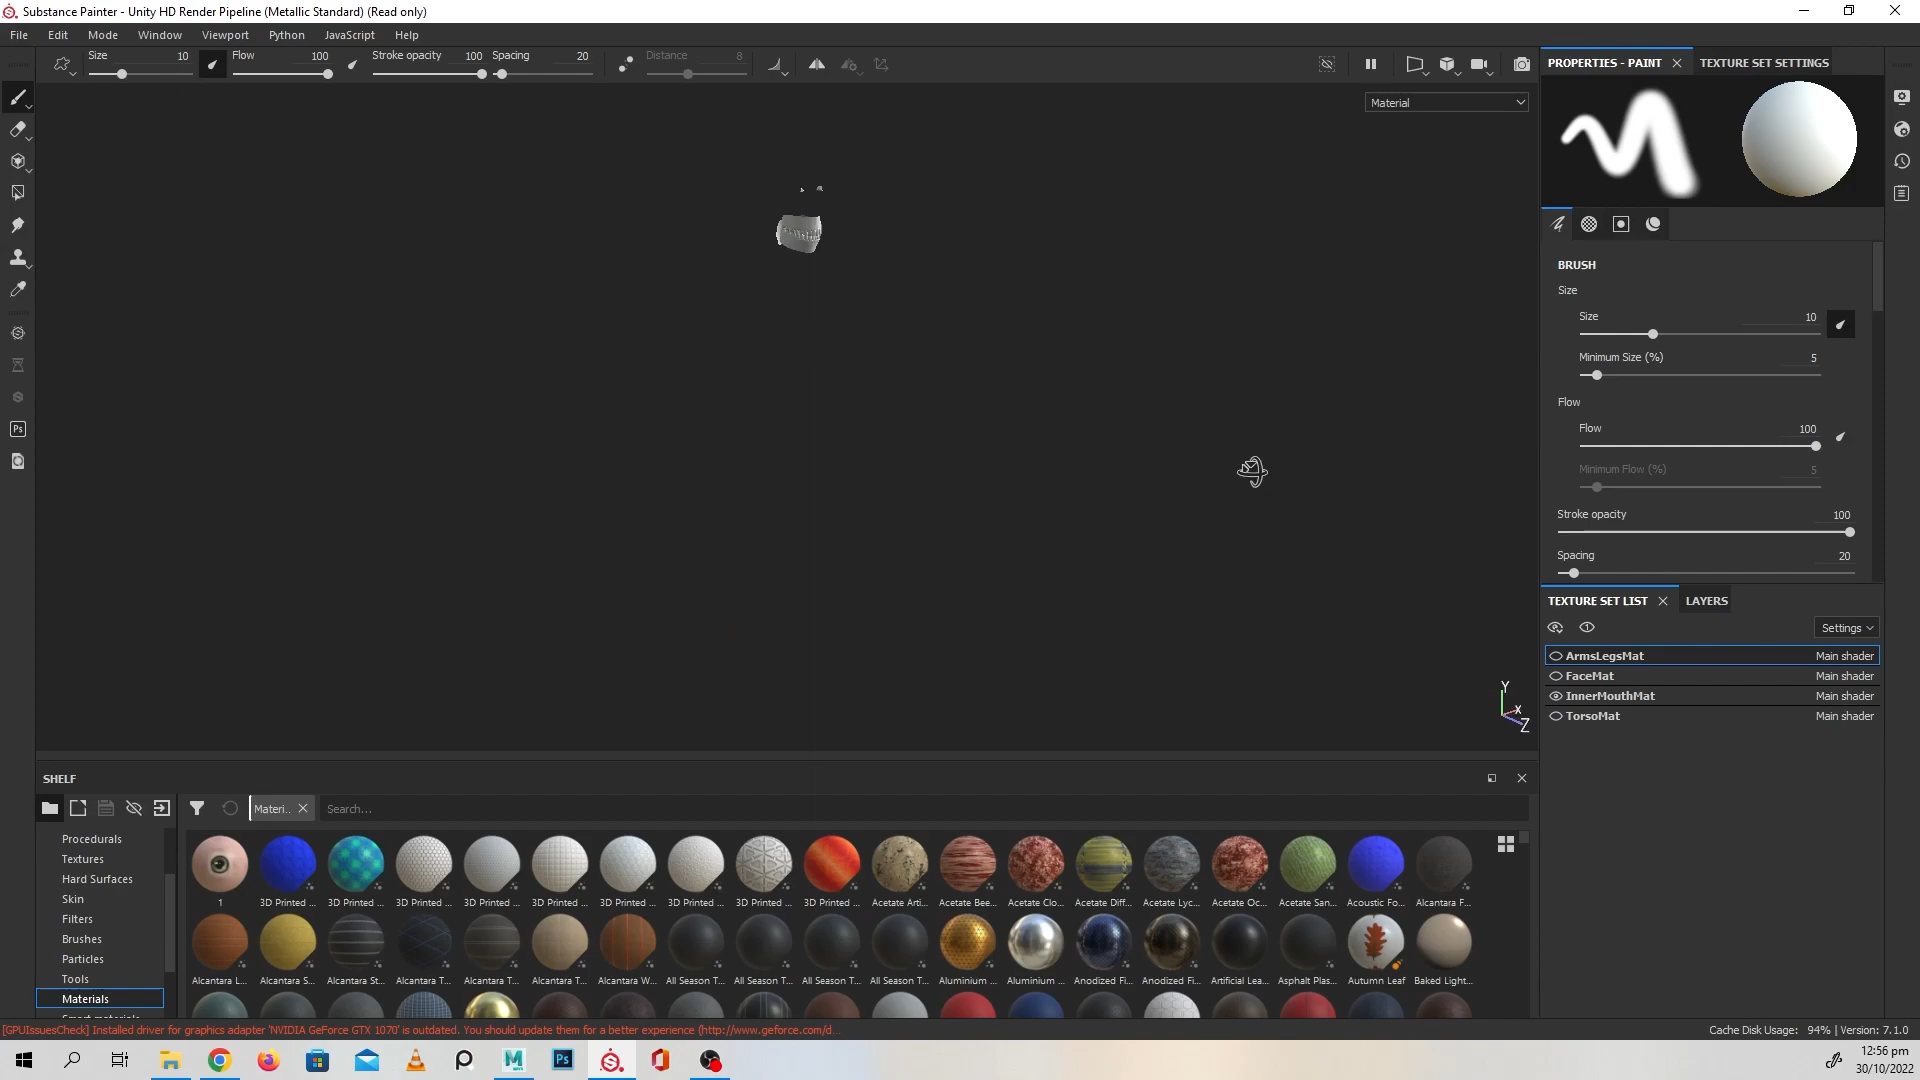 Substance Painter - Unity HD Render Pipeline (Metallic Standard) (Read only)
File Edit Mode Window Viewport Python JavaScript Help
Size 10 Flow 100 Stroke opacity 100 Spacing 20 Distance 8
Material
PROPERTIES - PAINT TEXTURE SET SETTINGS
BRUSH
Size
Size 10
Minimum Size (%) 5
Flow
Flow 100
Minimum Flow (%) 5
Stroke opacity 100
Spacing 20
TEXTURE SET LIST LAYERS
Settings
ArmsLegsMat Main shader
FaceMat Main shader
InnerMouthMat Main shader
TorsoMat Main shader
Y
X
Z
Ps
SHELF
Materi... Search...
Procedurals
Textures
Hard Surfaces
Skin
Filters
Brushes
Particles
Tools
Materials
1 3D Printed ... 3D Printed ... 3D Printed ... 3D Printed ... 3D Printed ... 3D Printed ... 3D Printed ... 3D Printed ... 3D Printed ... Acetate Arti... Acetate Bee... Acetate Clo... Acetate Diff... Acetate Lyc... Acetate Oc... Acetate San... Acoustic Fo... Alcantara F...
Alcantara L... Alcantara S... Alcantara St... Alcantara T... Alcantara T... Alcantara T... Alcantara W... All Season T... All Season T... All Season T... All Season T... Aluminium ... Aluminium ... Anodized Fi... Anodized Fi... Artificial Lea... Asphalt Plas... Autumn Leaf Baked Light...
[GPUIssuesCheck] Installed driver for graphics adapter 'NVIDIA GeForce GTX 1070' is outdated. You should update them for a better experience (http://www.geforce.com/d...
Cache Disk Usage: 94% | Version: 7.1.0
M Ps
12:56 pm
30/10/2022